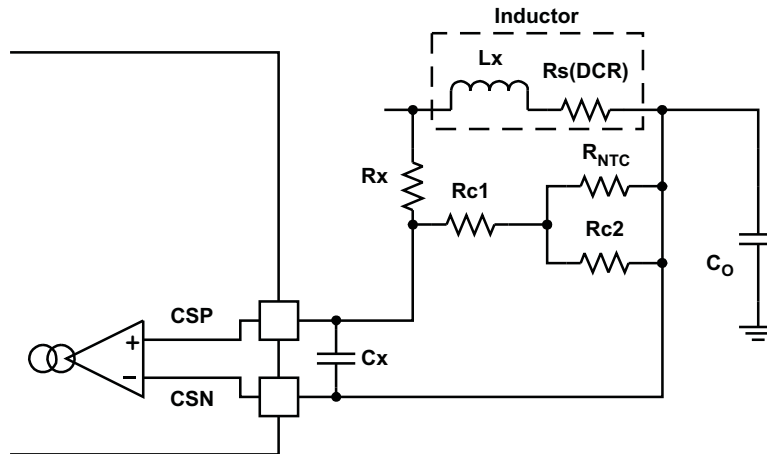 Inductor
Lx
Rs(DCR)
RNTC
Rx
Rc1
Rc2
CO
CSP
+
Cx
−
CSN